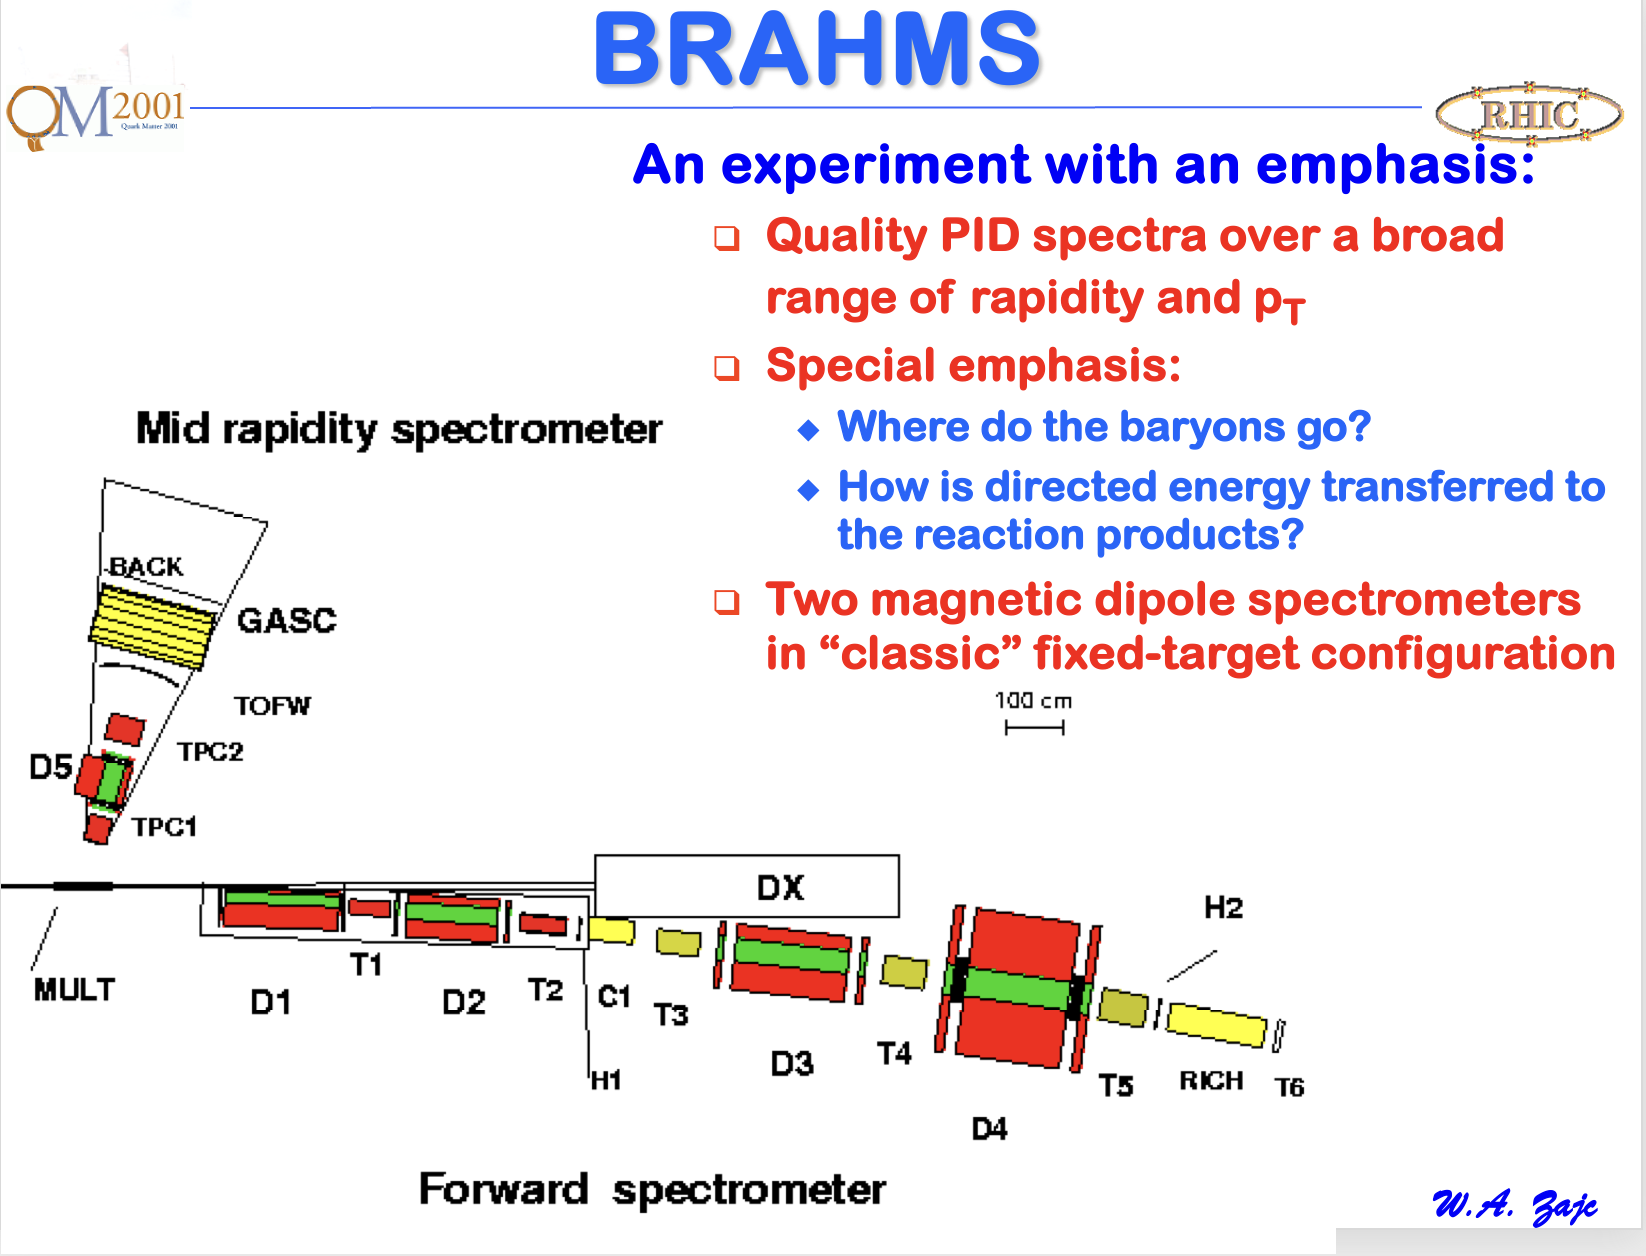 BRAHMS
QM2001
Quark Matter 2001
RHIC
An experiment with an emphasis:
Quality PID spectra over a broad
range of rapidity and pT
Special emphasis:
Where do the baryons go?
How is directed energy transferred to
the reaction products?
Two magnetic dipole spectrometers
in “classic” fixed-target configuration
100 cm
Mid rapidity spectrometer
BACK
GASC
TOFW
TPC2
D5
TPC1
DX
MULT
D1
T1
D2
T2
C1
H1
T3
D3
T4
D4
H2
T5
RICH
T6
Forward spectrometer
W.A. Zajc